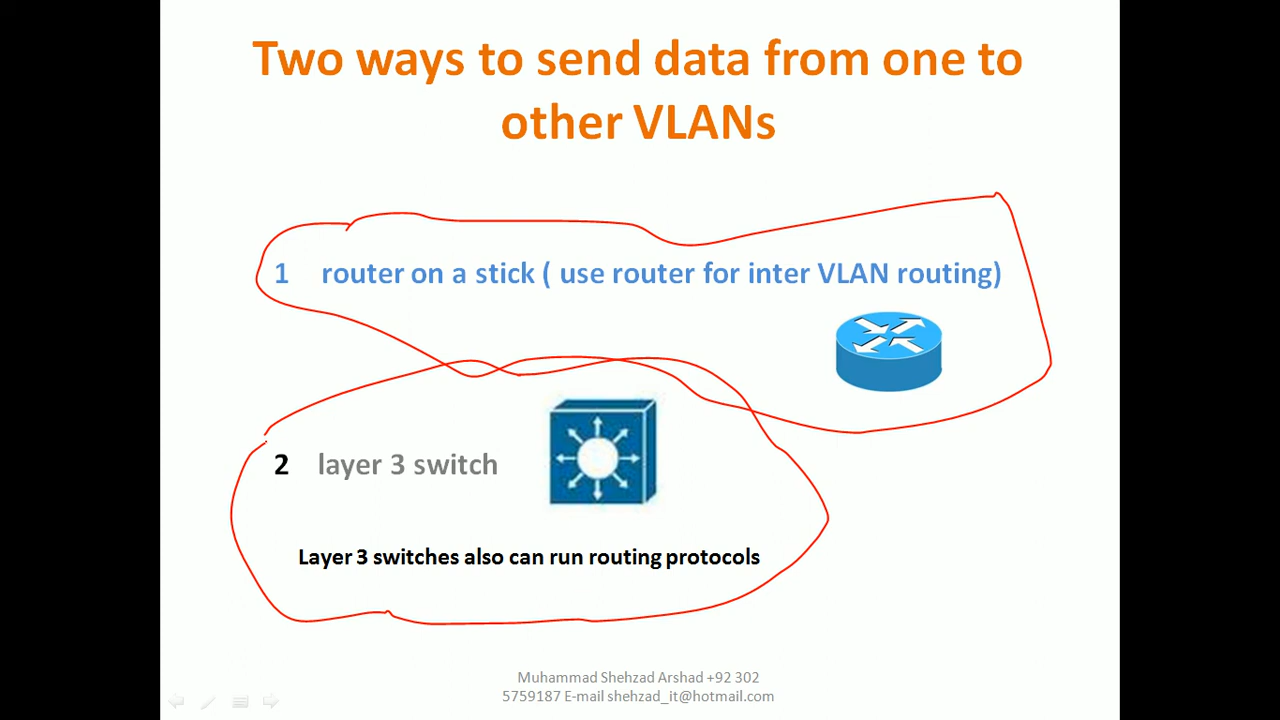 Two ways to send data from one to
other VLANs
1 router on a stick ( use router for inter VLAN routing)
2 layer 3 switch
Layer 3 switches also can run routing protocols
Muhammad Shehzad Arshad +92 302
5759187 E-mail shehzad_it@hotmail.com